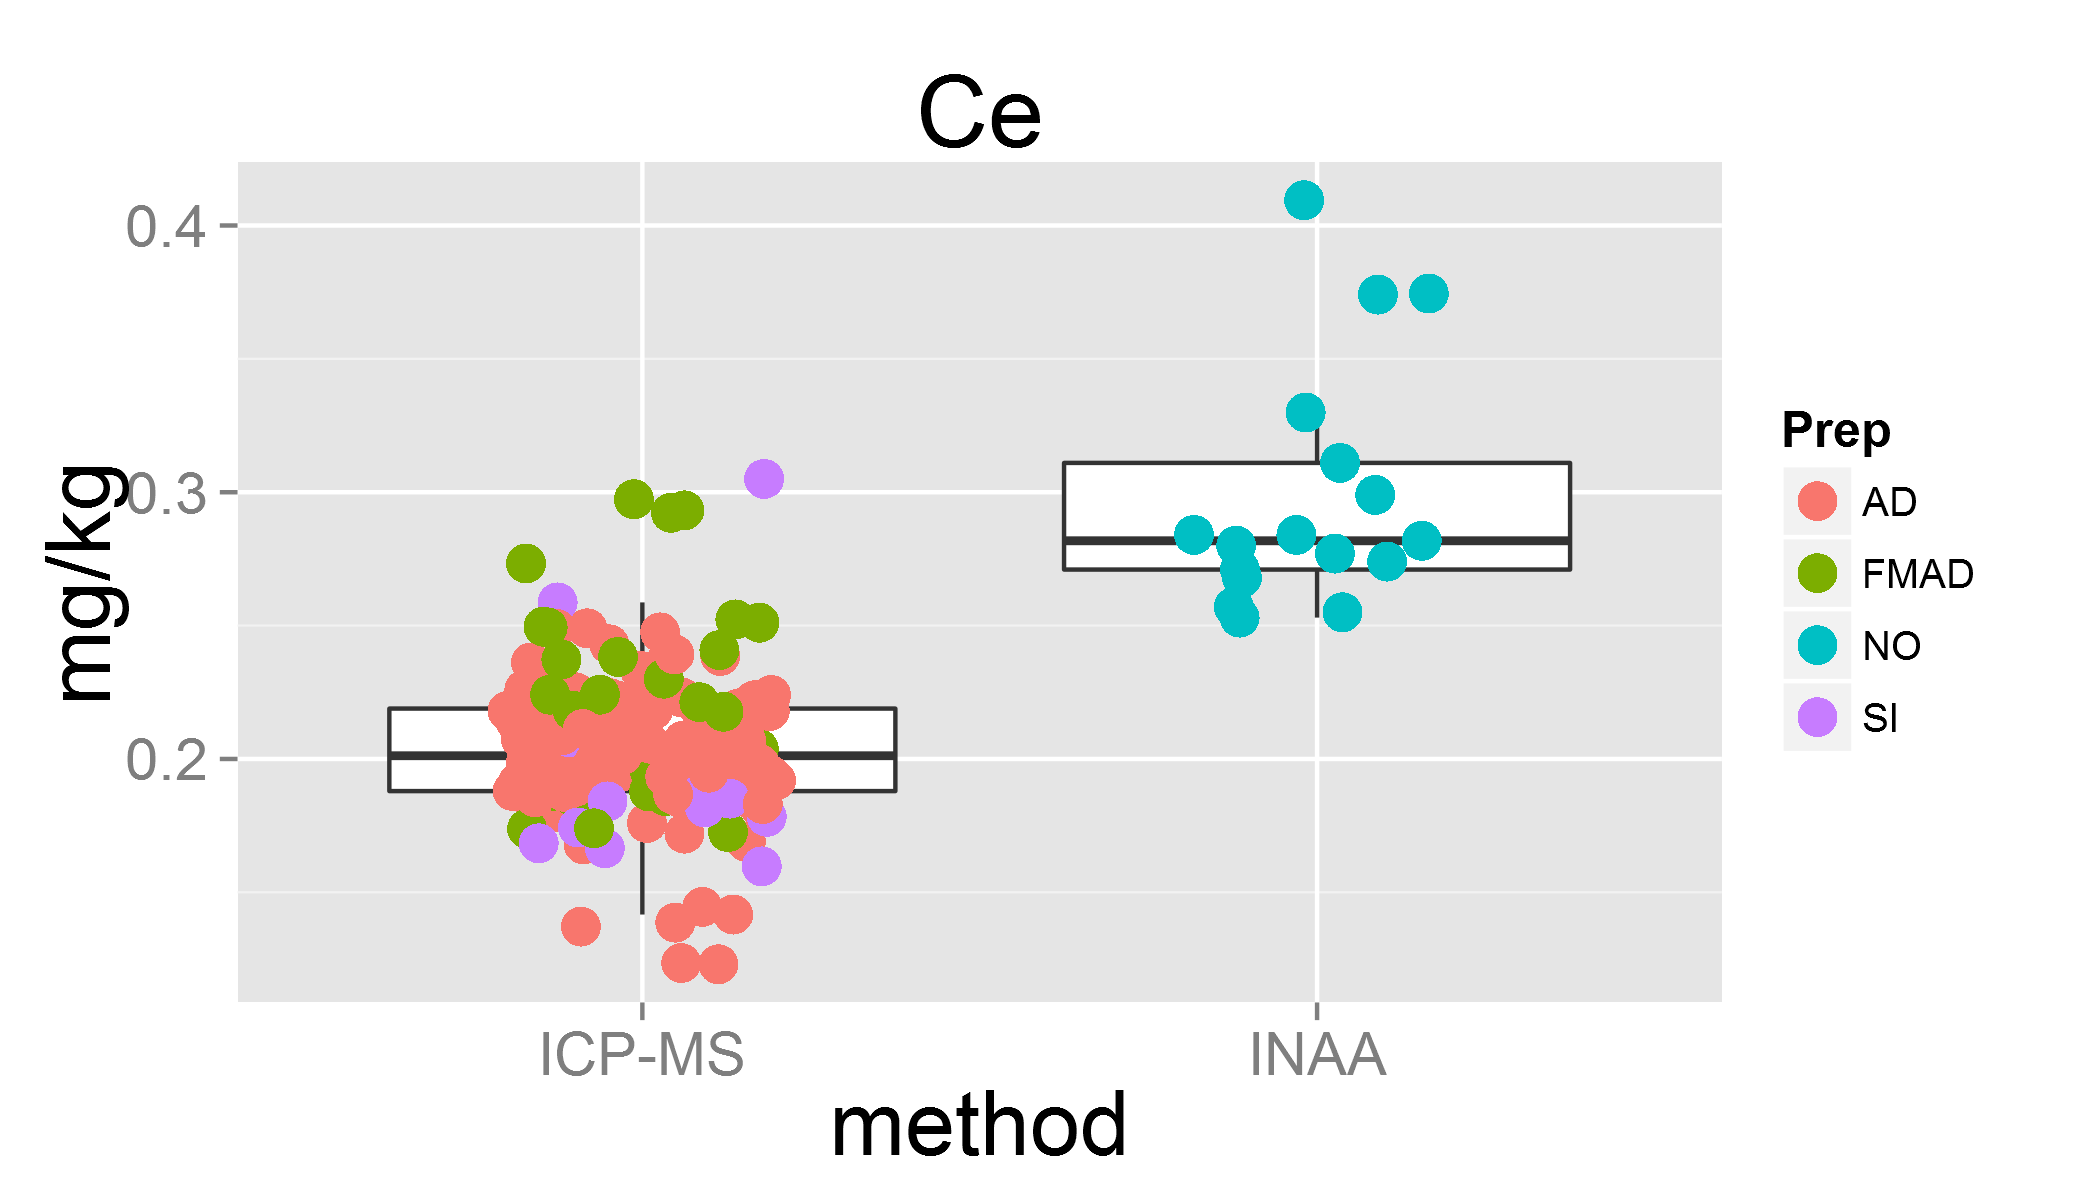 Ce
mg/kg
0.4
0.3
0.2
ICP-MS
INAA
method
Prep
AD
FMAD
NO
SI